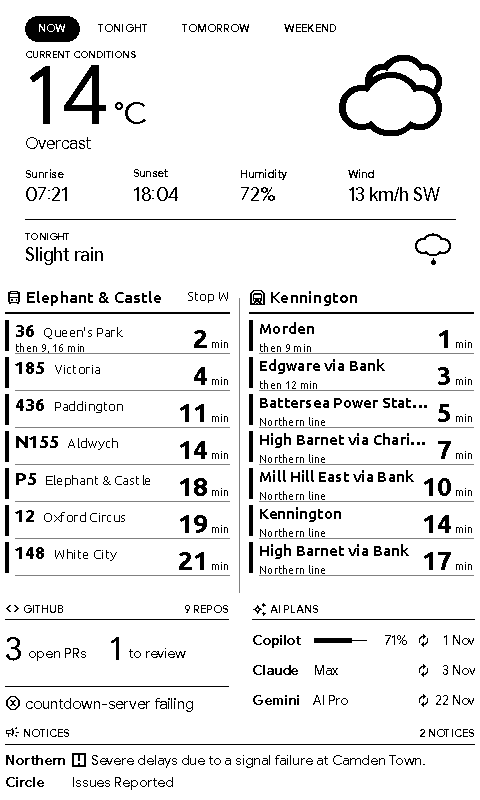 NOW TONIGHT TOMORROW WEEKEND
CURRENT CONDITIONS
14 °C
Overcast
Sunrise Sunset Humidity Wind
07:21 18:04 72% 13 km/h SW
TONIGHT
Slight rain
Elephant & Castle Stop W
36 Queen's Park 2 min
then 9, 16 min
185 Victoria 4 min
436 Paddington 11 min
N155 Aldwych 14 min
P5 Elephant & Castle 18 min
12 Oxford Circus 19 min
148 White City 21 min
Kennington
Morden 1 min
then 9 min
Edgware via Bank 3 min
then 12 min
Battersea Power Stat... 5 min
Northern line
High Barnet via Chari... 7 min
Northern line
Mill Hill East via Bank 10 min
Northern line
Kennington 14 min
Northern line
High Barnet via Bank 17 min
Northern line
GITHUB 9 REPOS
3 open PRs 1 to review
countdown-server failing
AI PLANS
Copilot 71% 1 Nov
Claude Max 3 Nov
Gemini AI Pro 22 Nov
NOTICES 2 NOTICES
Northern Severe delays due to a signal failure at Camden Town.
Circle Issues Reported